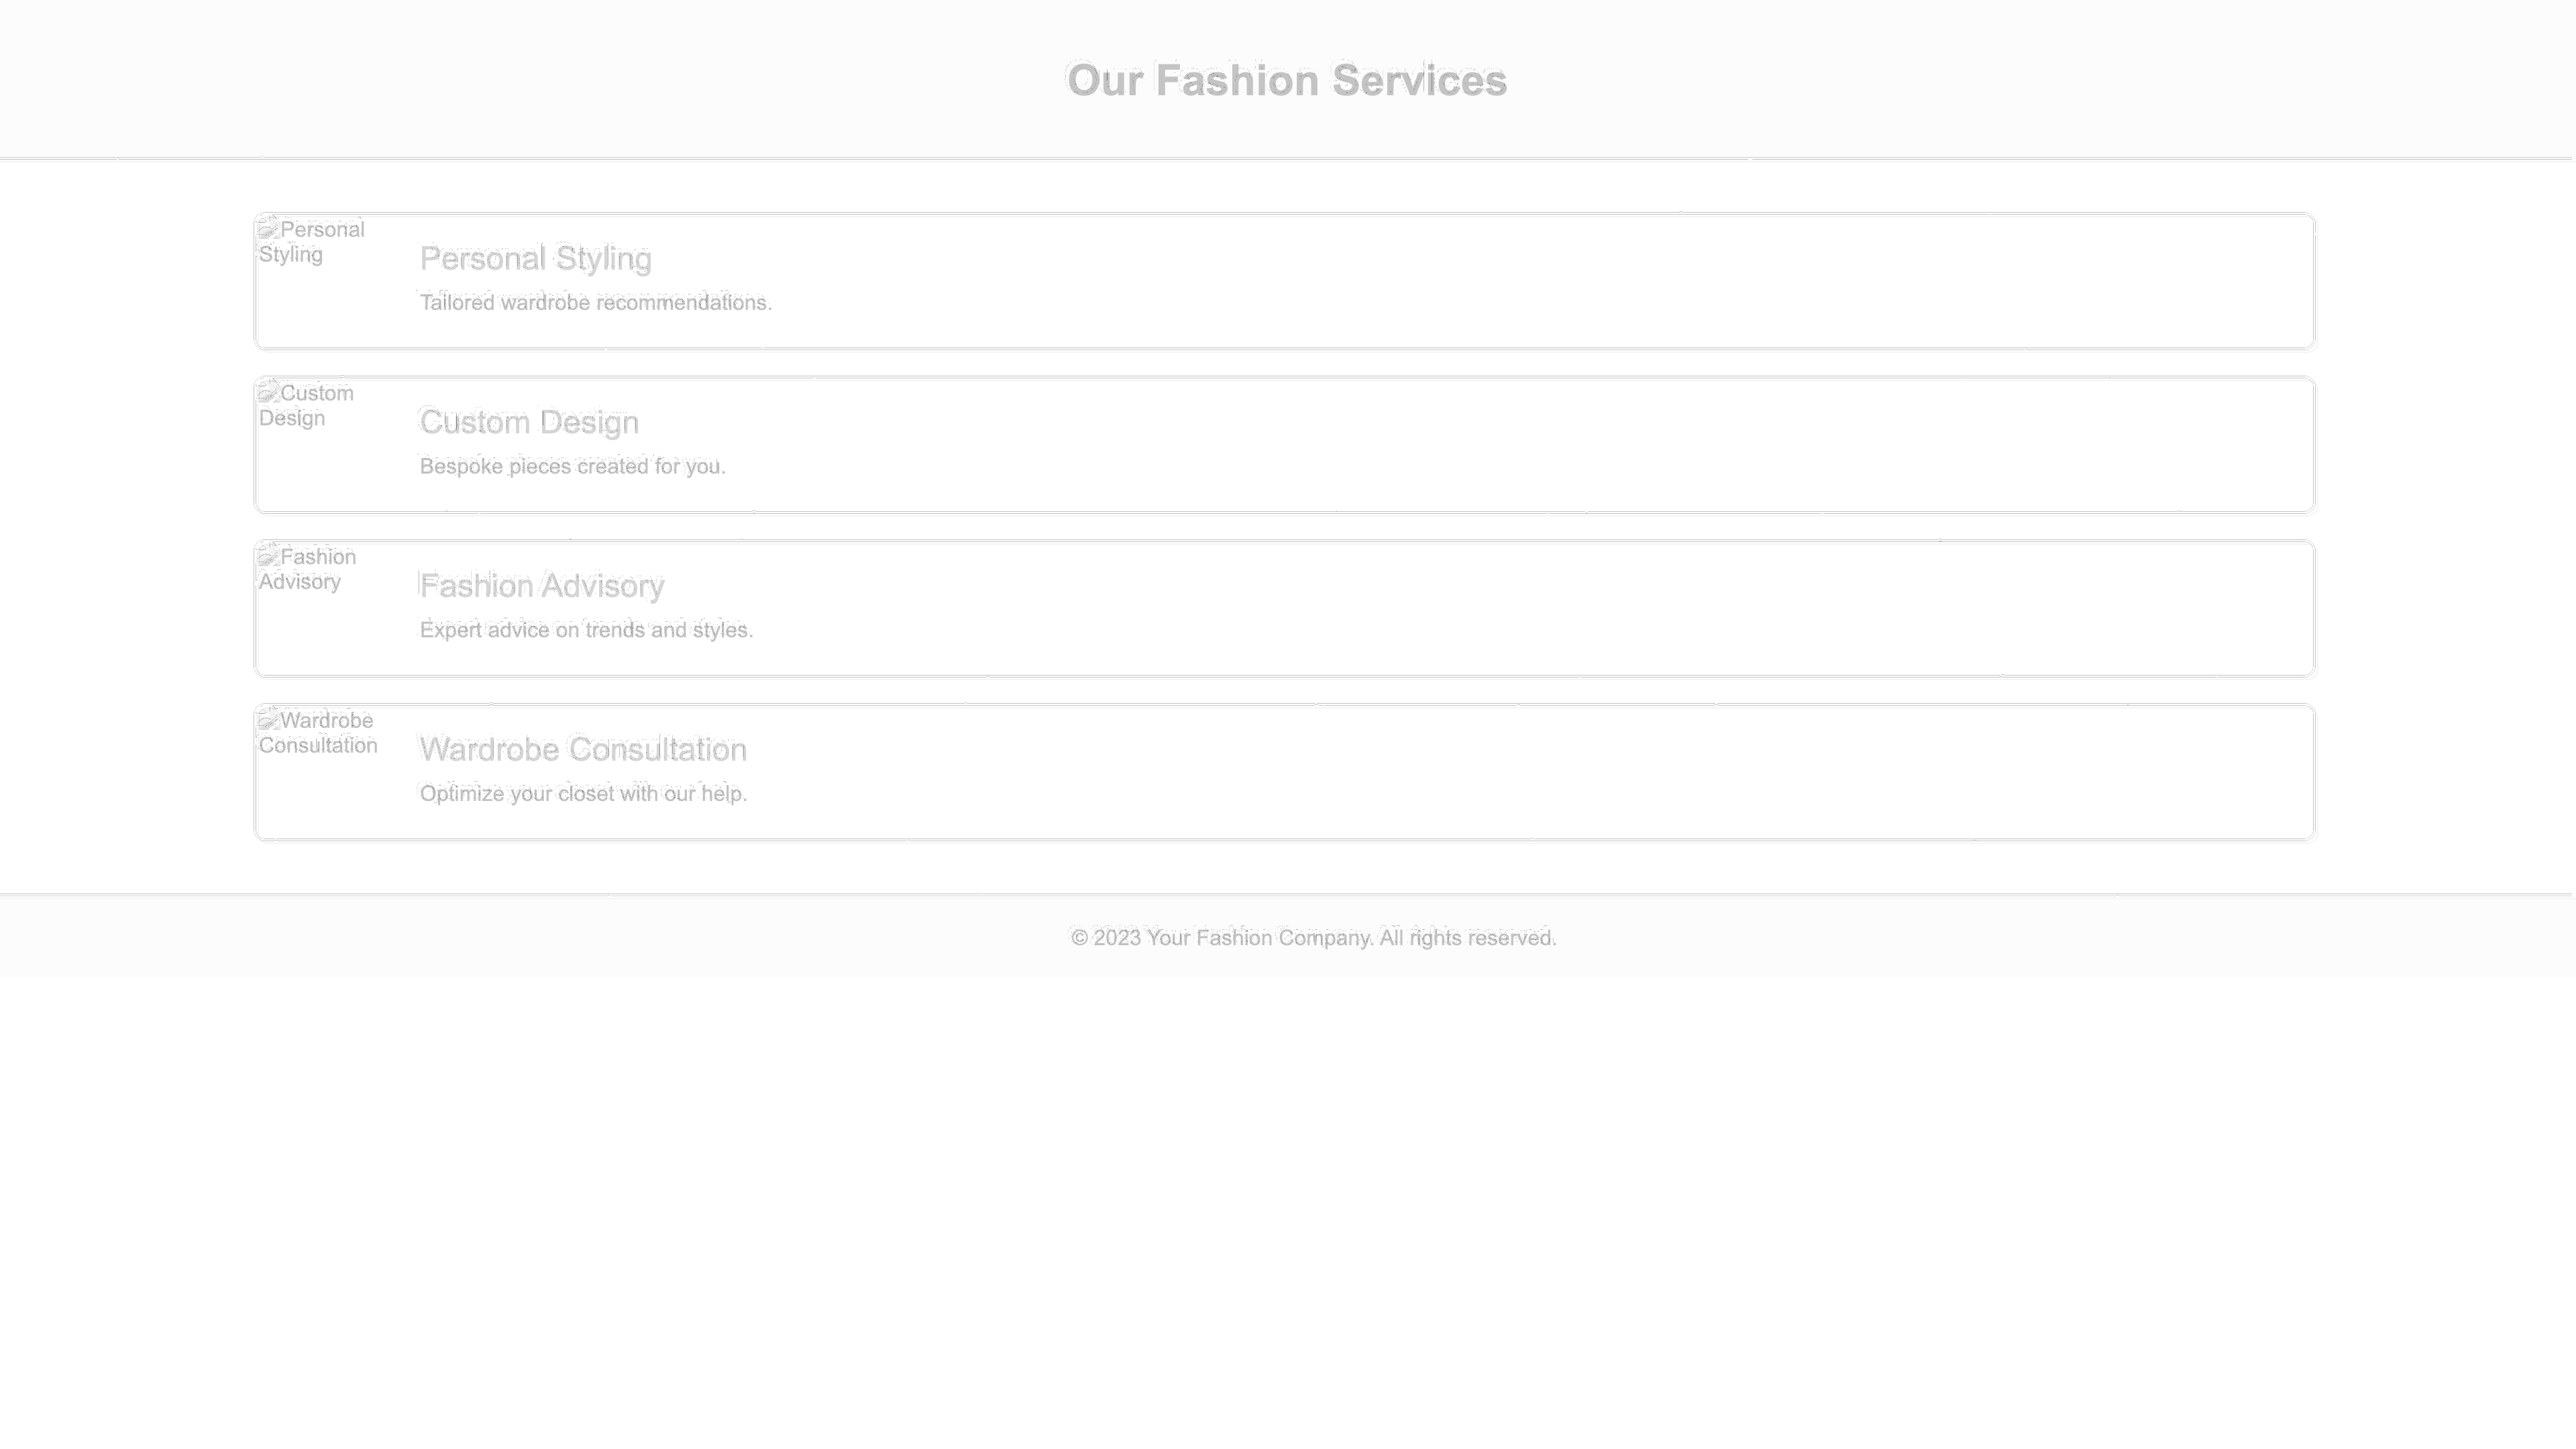 Our Fashion Services
Personal
Styling
Personal Styling
Tailored wardrobe recommendations.
Custom
Design
Custom Design
Bespoke pieces created for you.
Fashion
Advisory
Fashion Advisory
Expert advice on trends and styles.
Wardrobe
Consultation
Wardrobe Consultation
Optimize your closet with our help.
© 2023 Your Fashion Company. All rights reserved.